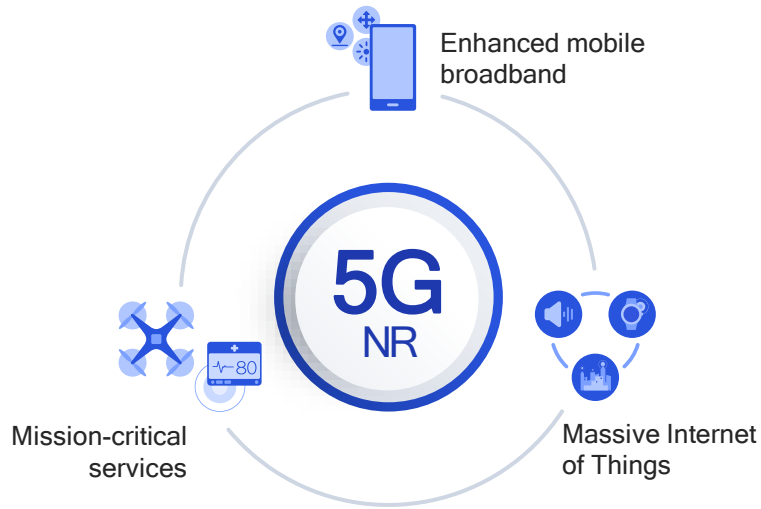 Enhanced mobile
broadband
5G
NR
80
Mission-critical
services
Massive Internet
of Things